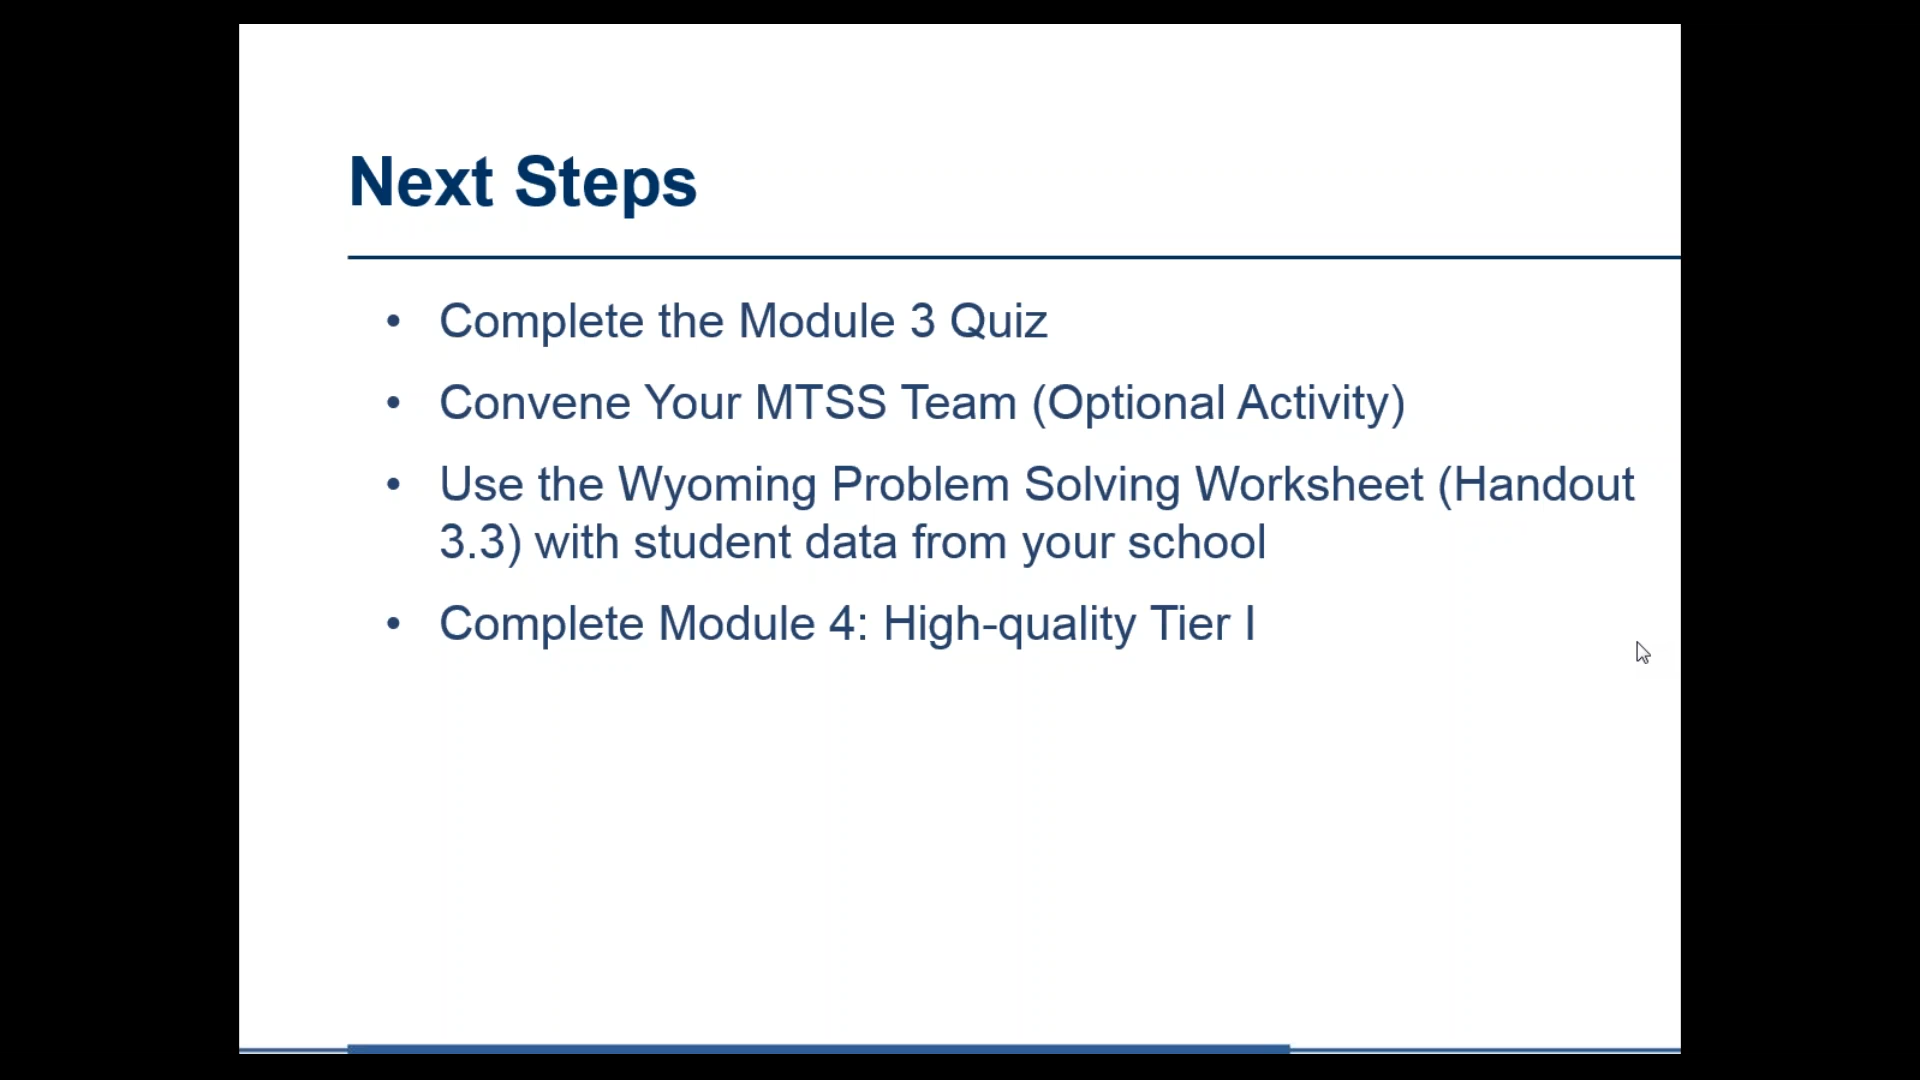 Next Steps
• Complete the Module 3 Quiz
• Convene Your MTSS Team (Optional Activity)
• Use the Wyoming Problem Solving Worksheet (Handout
3.3) with student data from your school
• Complete Module 4: High-quality Tier I